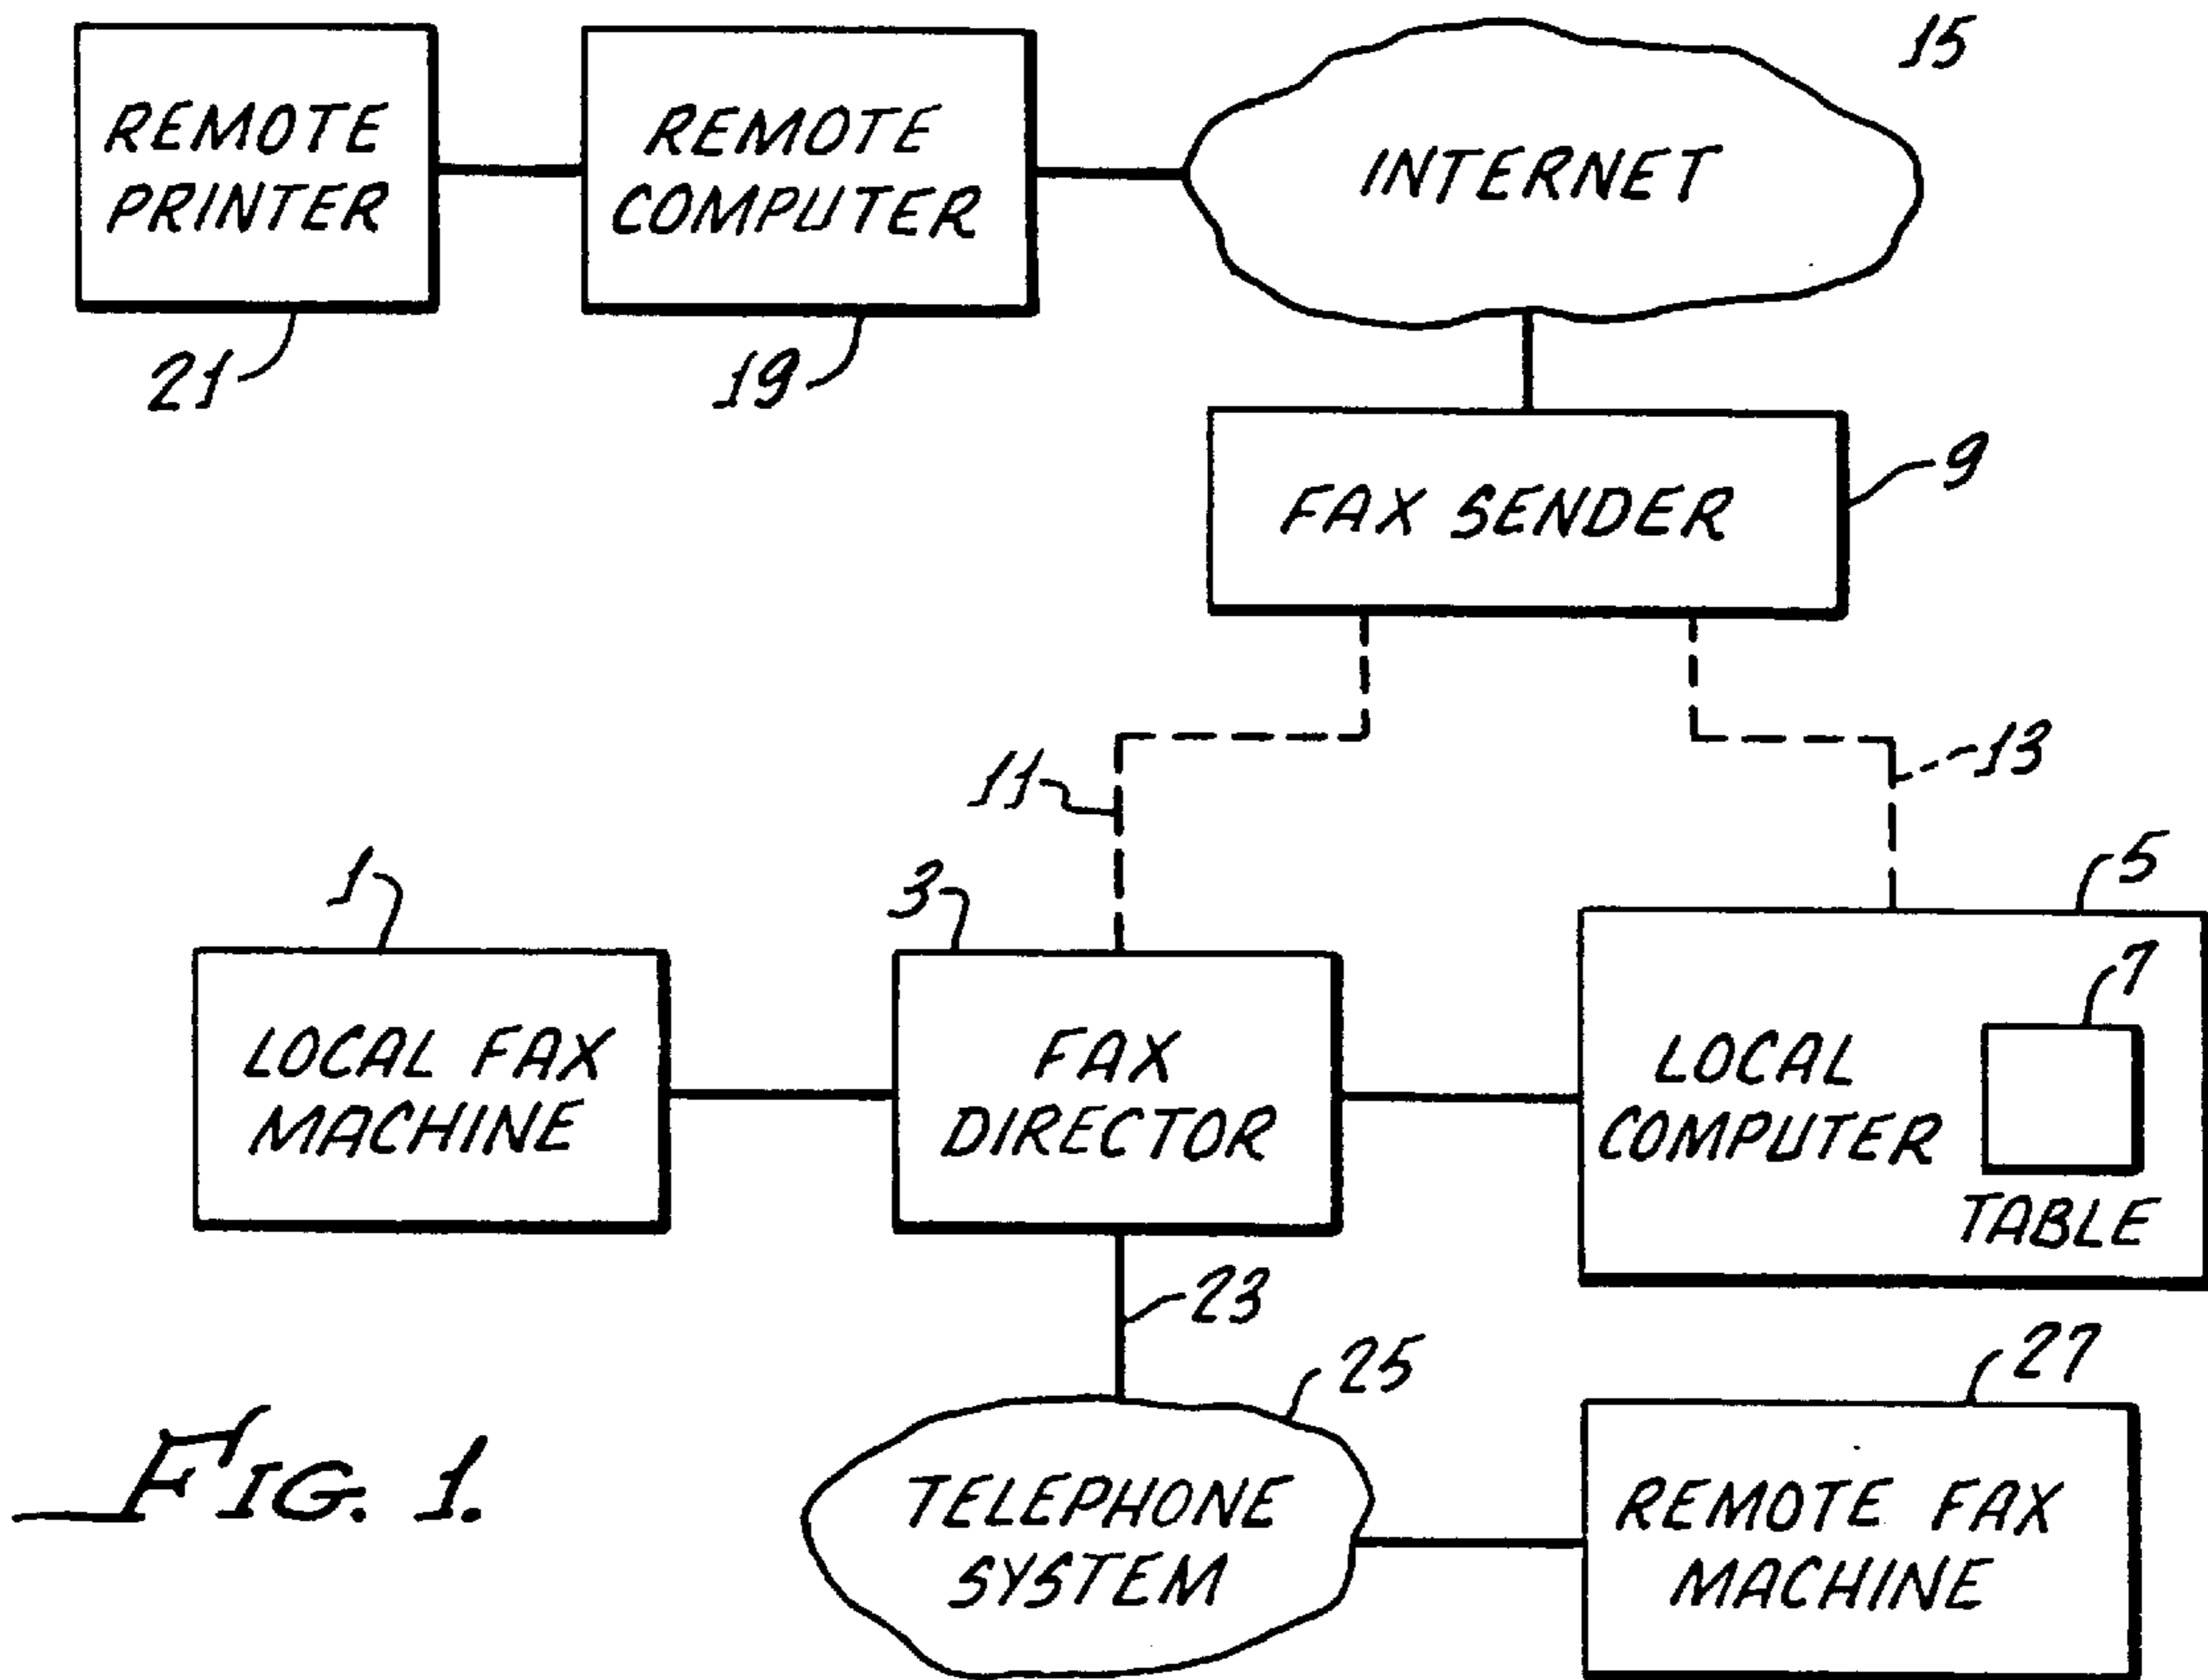 15
REMOTE
PRINTER
REMOTE
COMPUTER
INTERNET
21
19
9
FAX SENDER
11
13
1
3
5
7
LOCAL FAX
MACHINE
FAX
DIRECTOR
LOCAL
COMPUTER
TABLE
23
25
27
FIG. 1.
TELEPHONE
SYSTEM
REMOTE FAX
MACHINE